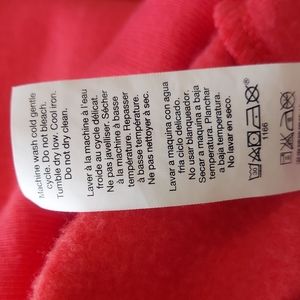 Machine wash cold gentle
cycle. Do not bleach.
Tumble dry low. Cool iron.
Do not dry clean.
Laver à la machine à l'eau
froide au cycle délicat.
Ne pas javelliser. Sécher
à la machine à basse
température. Repasser
à basse température.
Ne pas nettoyer à sec.
Lavar a maquina con agua
fria ciclo delicado.
No usar blanqueador.
Secar a maquina a baja
temperatura. Planchar
a baja temperatura.
No lavar en seco.
1166
30